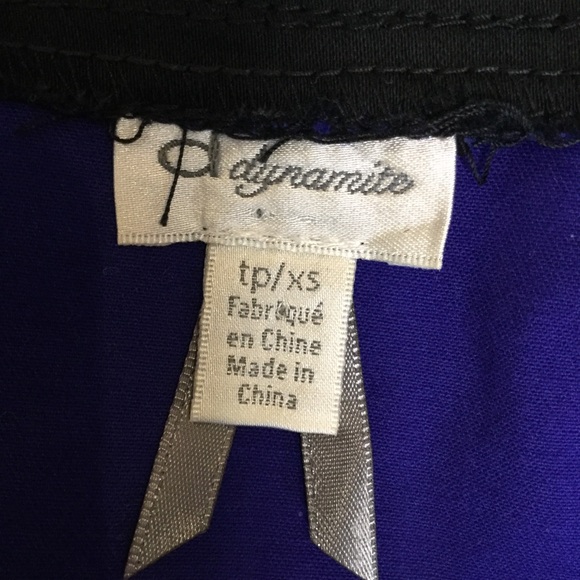 d dynamite
tp/xs
Fabriqué
en Chine
Made in
China